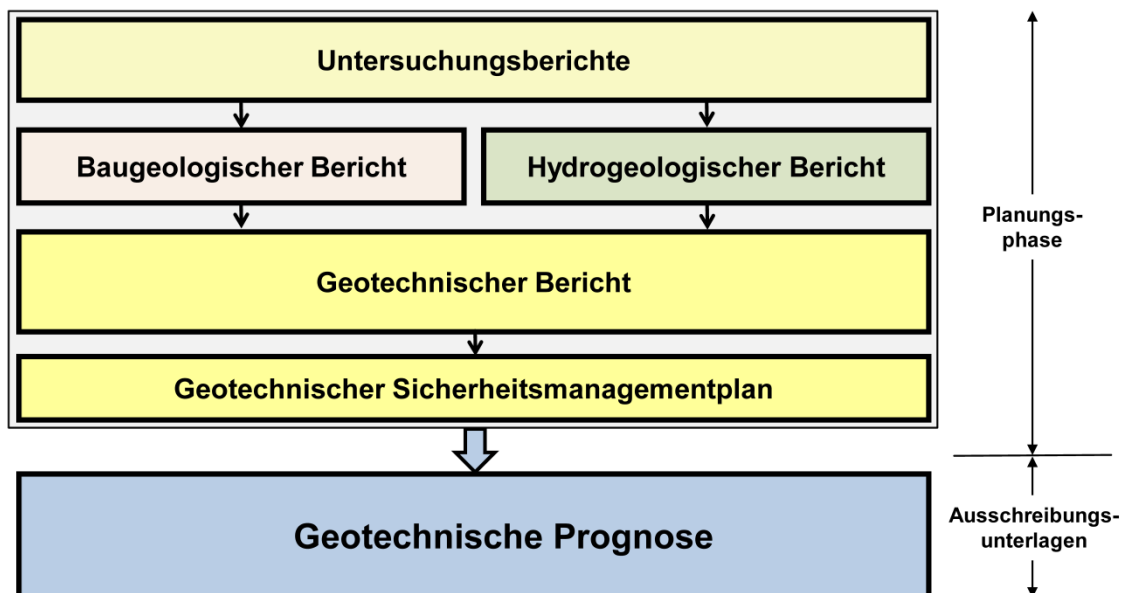 Untersuchungsberichte
Baugeologischer Bericht
Hydrogeologischer Bericht
Planungs-
phase
Geotechnischer Bericht
Geotechnischer Sicherheitsmanagementplan
Geotechnische Prognose
Ausschreibungs-
unterlagen